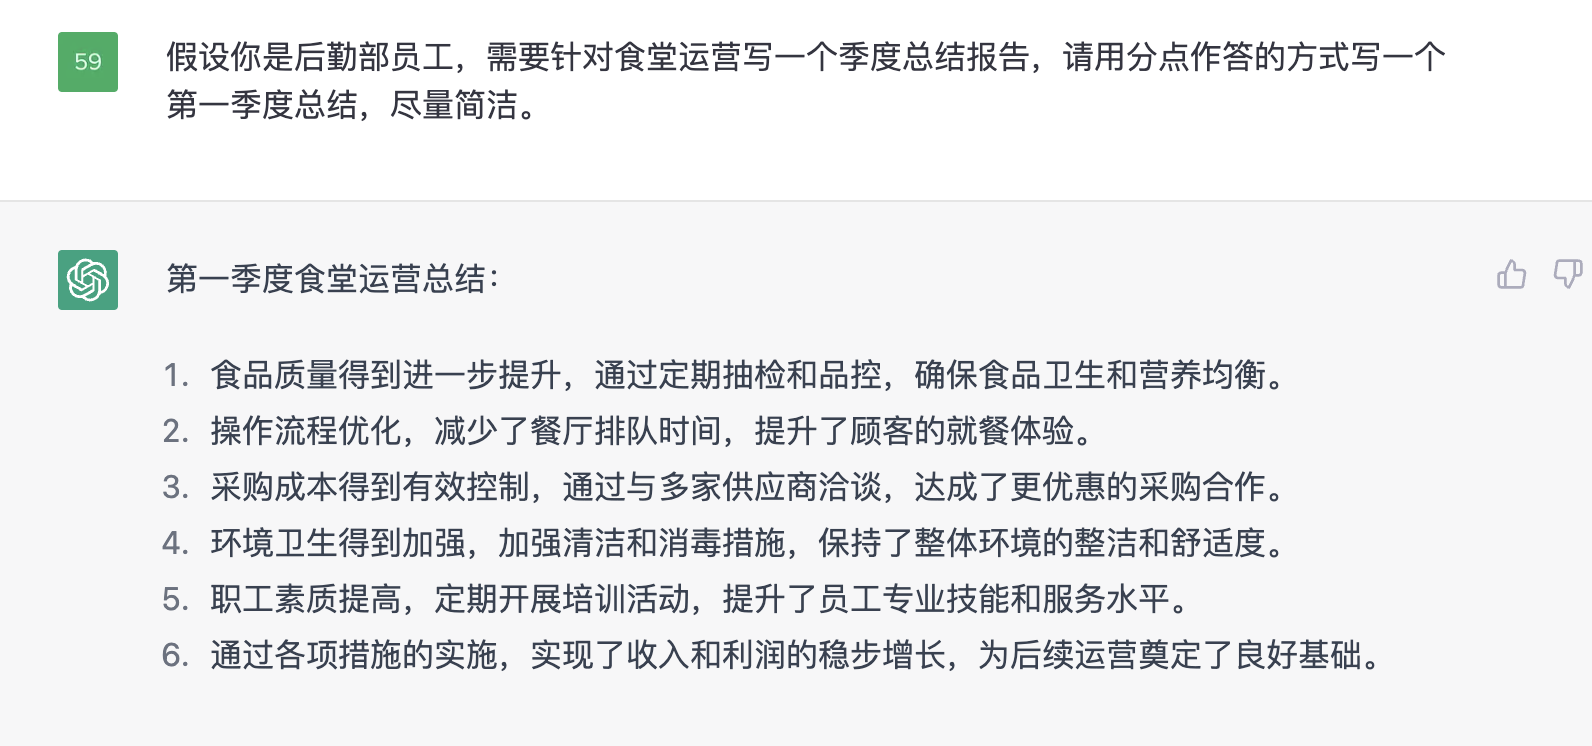 59
假设你是后勤部员工，需要针对食堂运营写一个季度总结报告，请用分点作答的方式写一个
第一季度总结，尽量简洁。
第一季度食堂运营总结：
1. 食品质量得到进一步提升，通过定期抽检和品控，确保食品卫生和营养均衡。
2. 操作流程优化，减少了餐厅排队时间，提升了顾客的就餐体验。
3. 采购成本得到有效控制，通过与多家供应商洽谈，达成了更优惠的采购合作。
4. 环境卫生得到加强，加强清洁和消毒措施，保持了整体环境的整洁和舒适度。
5. 职工素质提高，定期开展培训活动，提升了员工专业技能和服务水平。
6. 通过各项措施的实施，实现了收入和利润的稳步增长，为后续运营奠定了良好基础。